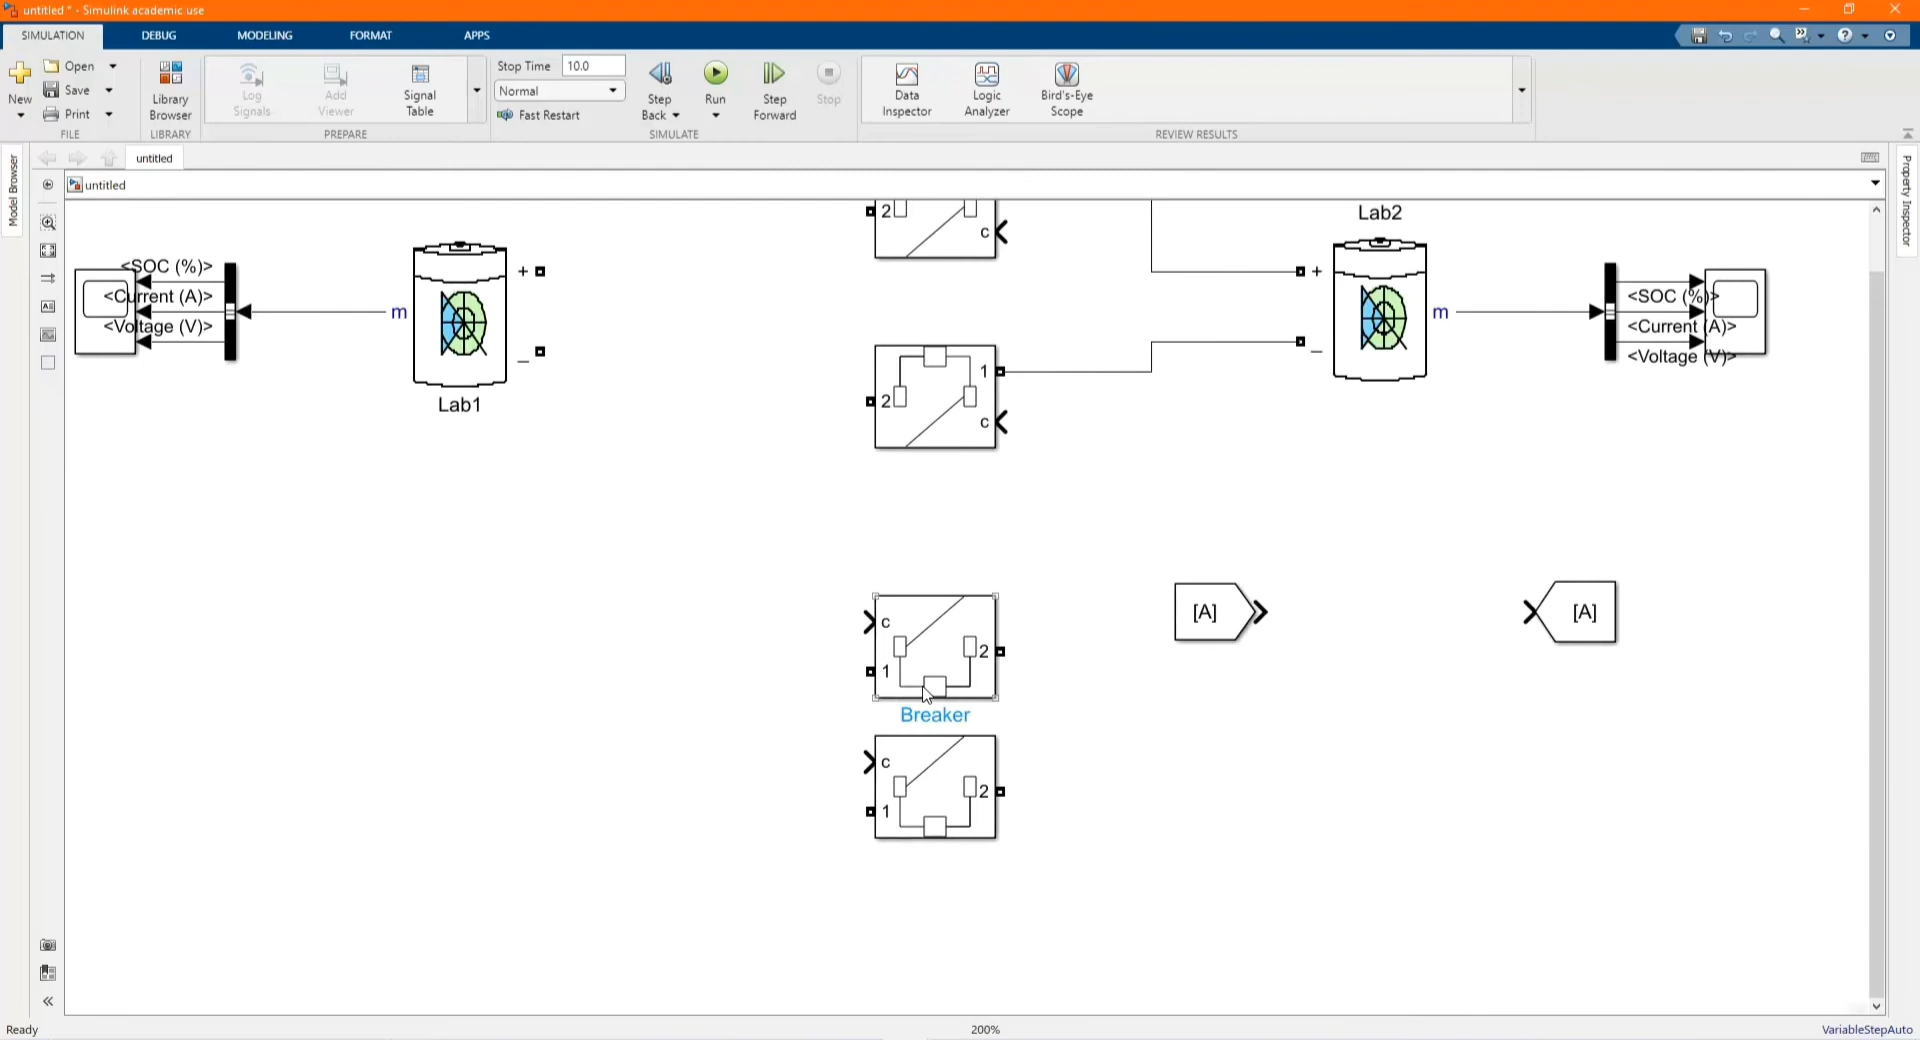 untitled * - Simulink academic use
SIMULATION DEBUG MODELING FORMAT APPS
New
Open
Save
Print
FILE
Library
Browser
LIBRARY
Log
Signals
Add
Viewer
Signal
Table
PREPARE
Stop Time 10.0
Normal
Fast Restart
Step
Back
Run
Step
Forward
Stop
SIMULATE
Data
Inspector
Logic
Analyzer
Bird's-Eye
Scope
REVIEW RESULTS
Model Browser
Property Inspector
untitled
untitled
<SOC (%)>
<Current (A)>
<Voltage (V)>
m
+
_
Lab1
2
c
1
2
c
Lab2
+
_
m
<SOC (%)>
<Current (A)>
<Voltage (V)>
c
1
2
Breaker
c
1
2
[A]
[A]
Ready
200%
VariableStepAuto